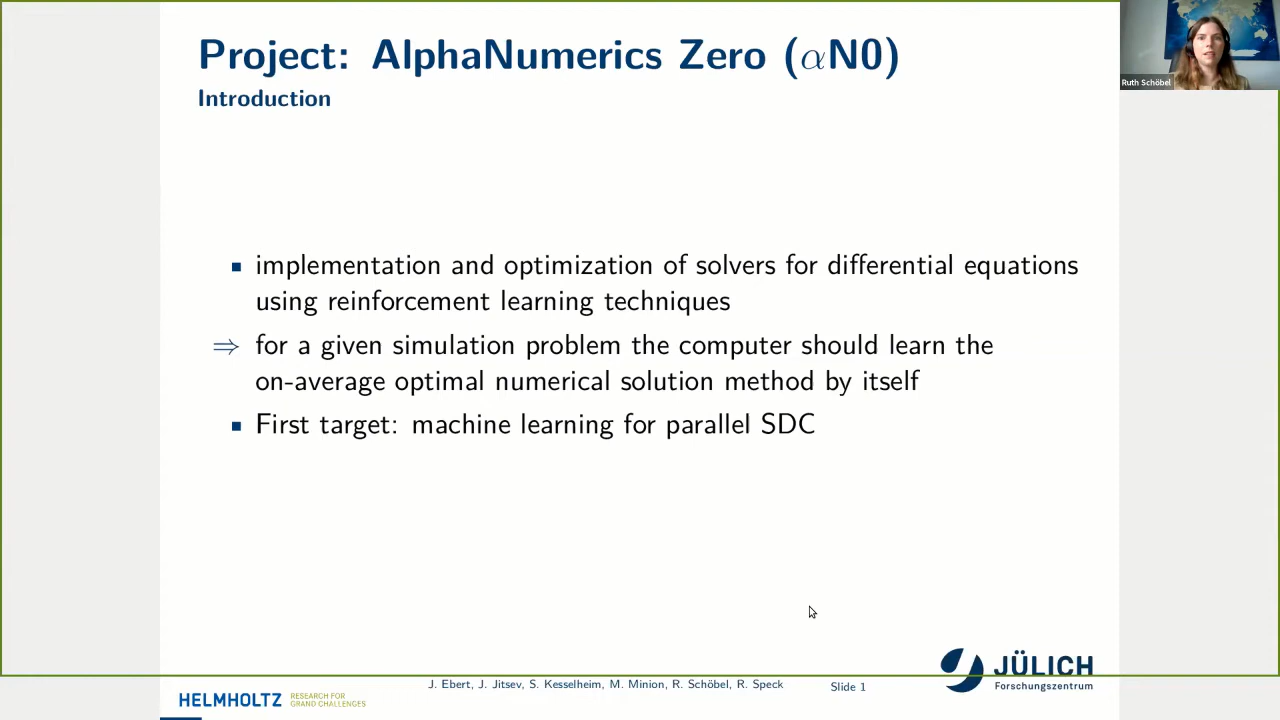 Project: AlphaNumerics Zero (αN0)
Introduction
Ruth Schöbel
▪ implementation and optimization of solvers for differential equations
using reinforcement learning techniques
⇒ for a given simulation problem the computer should learn the
on-average optimal numerical solution method by itself
▪ First target: machine learning for parallel SDC
J. Ebert, J. Jitsev, S. Kesselheim, M. Minion, R. Schöbel, R. Speck
Slide 1
HELMHOLTZ
RESEARCH FOR
GRAND CHALLENGES
JÜLICH
Forschungszentrum